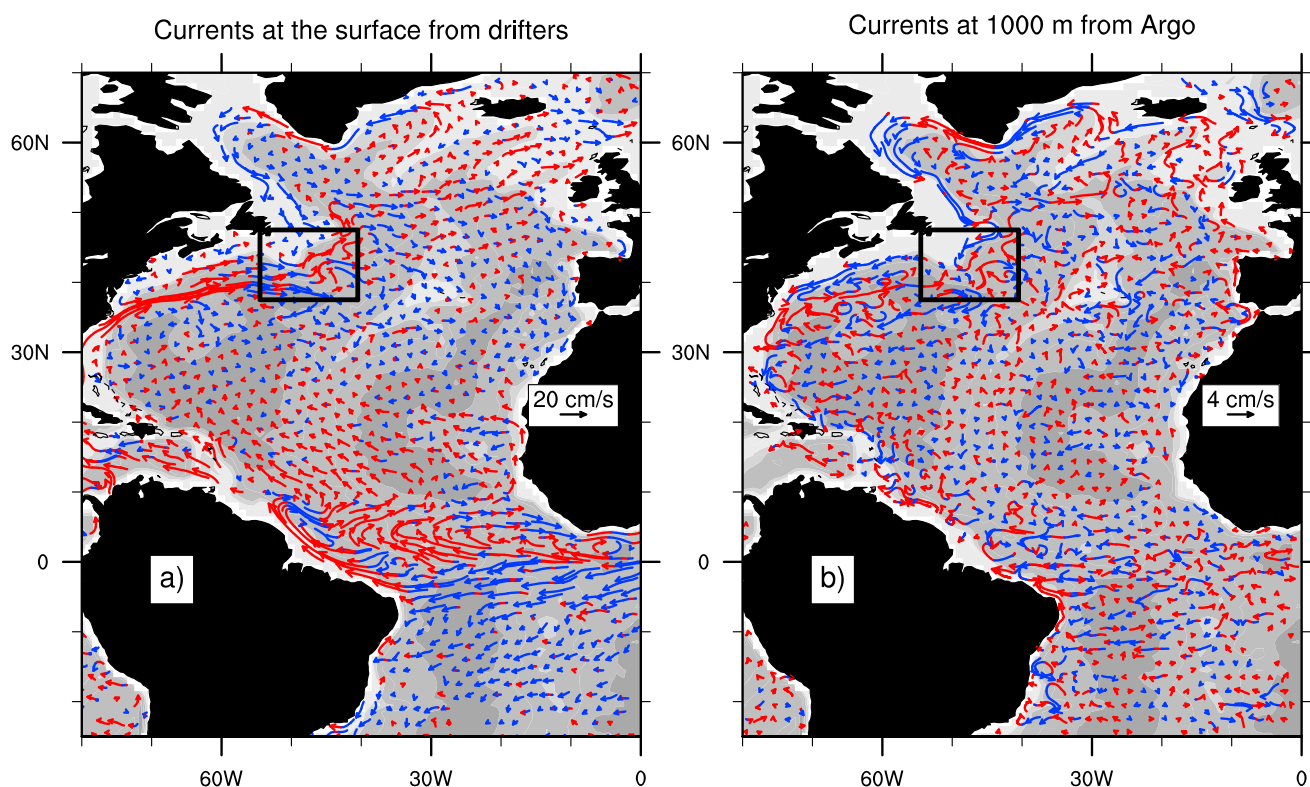 Currents at the surface from drifters
Currents at 1000 m from Argo
60N
30N
0
20 cm/s
a)
60W
30W
0
60N
30N
0
4 cm/s
b)
60W
30W
0